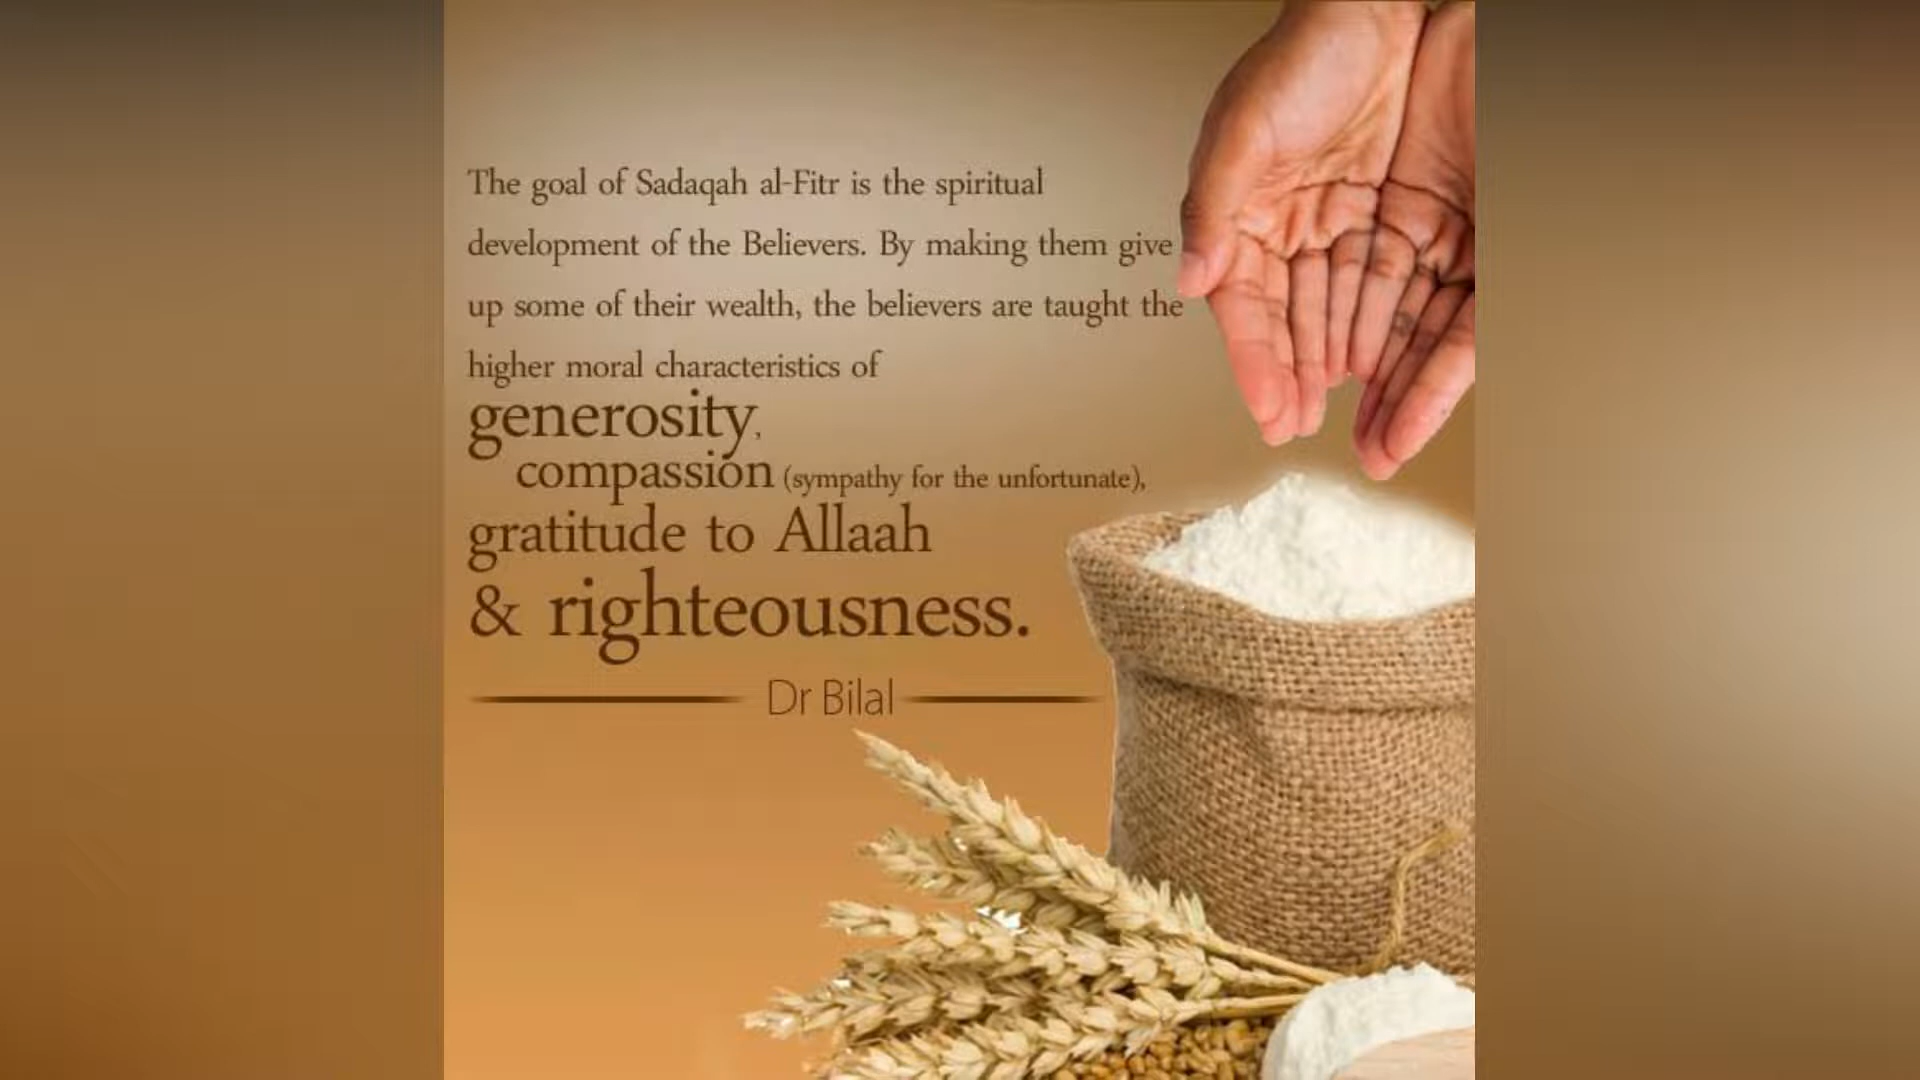 The goal of Sadaqah al-Fitr is the spiritual
development of the Believers. By making them give
up some of their wealth, the believers are taught the
higher moral characteristics of
generosity,
compassion (sympathy for the unfortunate),
gratitude to Allaah
& righteousness.
Dr Bilal